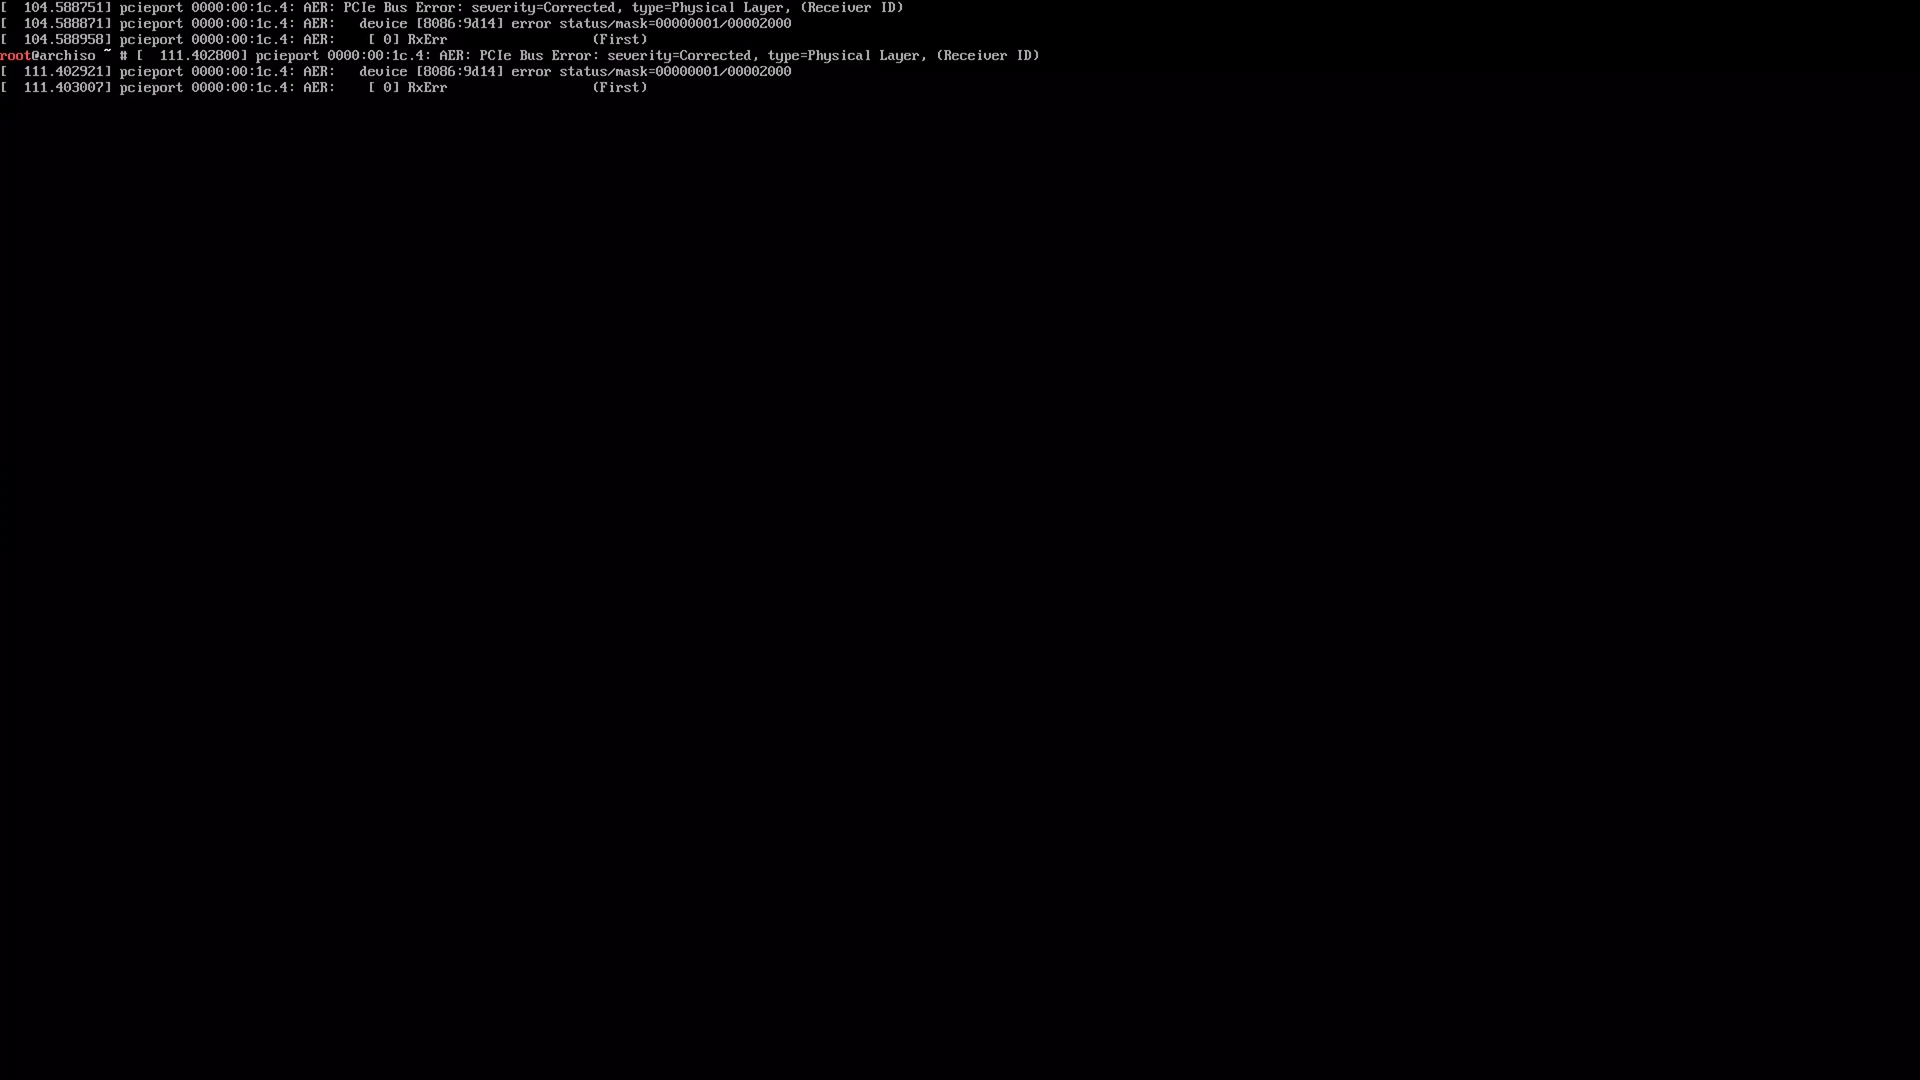 [  104.588751] pcieport 0000:00:1c.4: AER: PCIe Bus Error: severity=Corrected, type=Physical Layer, (Receiver ID)
[  104.588871] pcieport 0000:00:1c.4: AER:   device [8086:9d14] error status/mask=00000001/00002000
[  104.588958] pcieport 0000:00:1c.4: AER:    [ 0] RxErr                  (First)
root@archiso ~ # [  111.402800] pcieport 0000:00:1c.4: AER: PCIe Bus Error: severity=Corrected, type=Physical Layer, (Receiver ID)
[  111.402921] pcieport 0000:00:1c.4: AER:   device [8086:9d14] error status/mask=00000001/00002000
[  111.403007] pcieport 0000:00:1c.4: AER:    [ 0] RxErr                  (First)